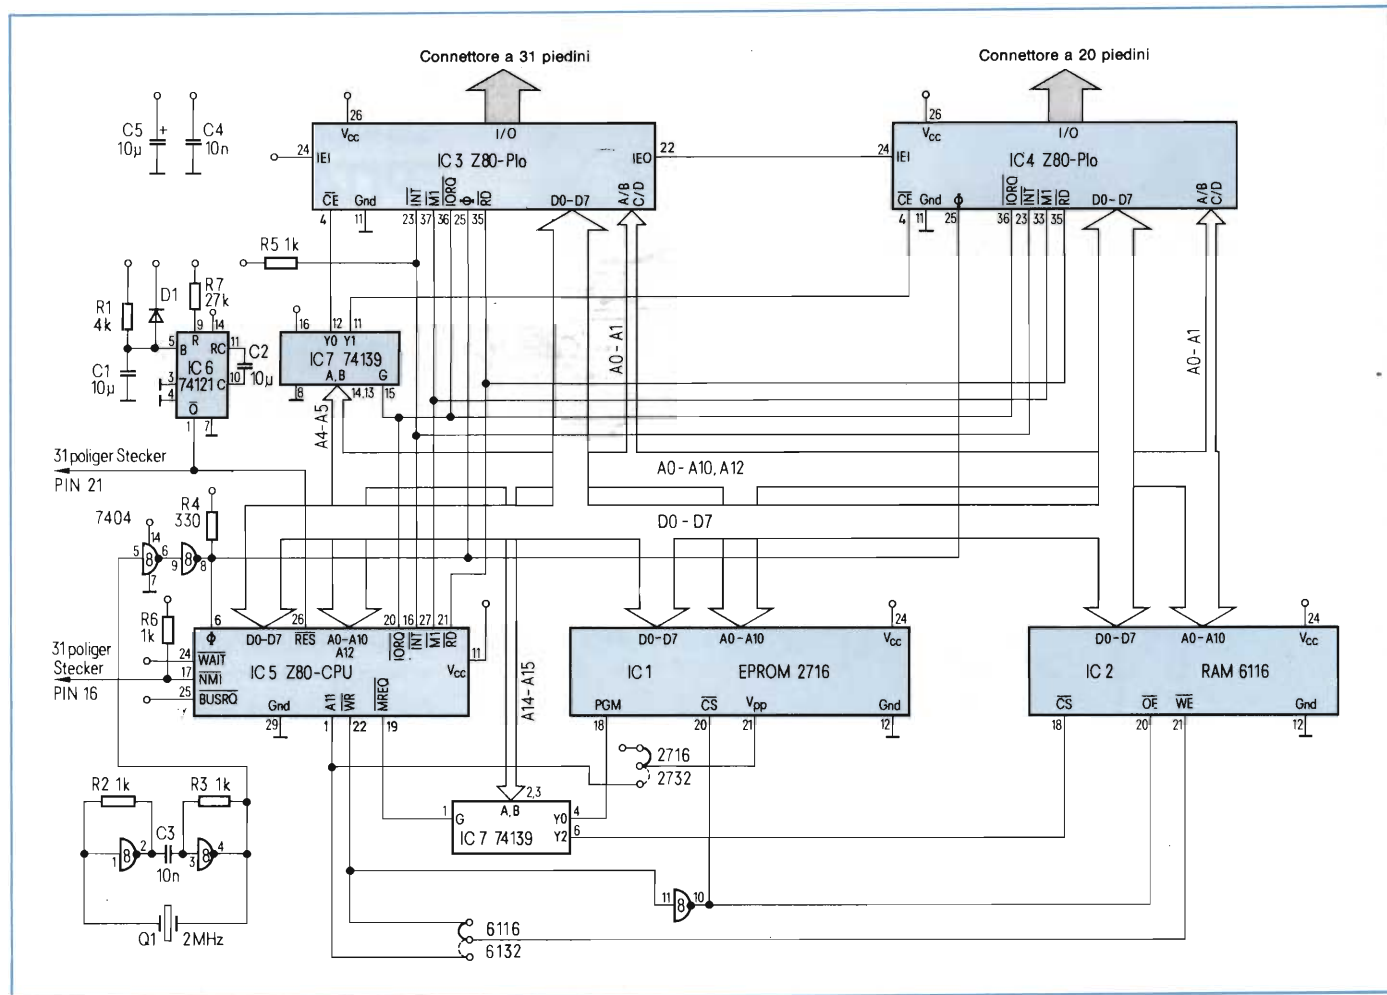 Connettore a 31 piedini
Connettore a 20 piedini
C5
10µ
+
C4
10n
26
Vcc
I/O
24
IEI
IC 3 Z80-PIo
IEO
22
CE
Gnd
INT
M1
IORQ
Φ
RD
D0-D7
A/B
C/D
4
11
23
37
36
25
35
26
Vcc
I/O
24
IEI
IC4 Z80-PIo
CE
Gnd
Φ
IORQ
INT
M1
RD
D0-D7
A/B
C/D
4
11
25
36
23
33
35
R5 1k
R1
4k
D1
R7
27k
9
14
5
B
R
RC
11
IC 6
74121
C
10
3
4
Q
1
7
C1
10µ
C2
10µ
16
12
11
Y0 Y1
IC 7 74139
A,B
G
8
14,13
15
A4-A5
A0-A1
A0-A1
31poliger Stecker
PIN 21
A0-A10, A12
D0-D7
7404
14
5
8
6
7
9
8
8
R4
330
R6
1k
31poliger
Stecker
PIN 16
6
26
20
16
27
21
Φ
D0-D7
RES
A0-A10
A12
IORQ
INT
M1
RD
24
WAIT
IC 5 Z80-CPU
Vcc
11
17
NMI
25
BUSRQ
Gnd
A11
WR
MREQ
29
1
22
19
A14-A15
D0-D7
A0-A10
Vcc
24
IC 1
EPROM 2716
PGM
CS
Vpp
Gnd
18
20
21
12
D0-D7
A0-A10
Vcc
24
IC 2
RAM 6116
CS
OE
WE
Gnd
18
20
21
12
2716
2732
2,3
1
G
A,B
Y0
4
IC 7 74139
Y2
6
R2 1k
R3 1k
C3
10n
1
8
2
3
8
4
Q1
2MHz
11
8
10
6116
6132